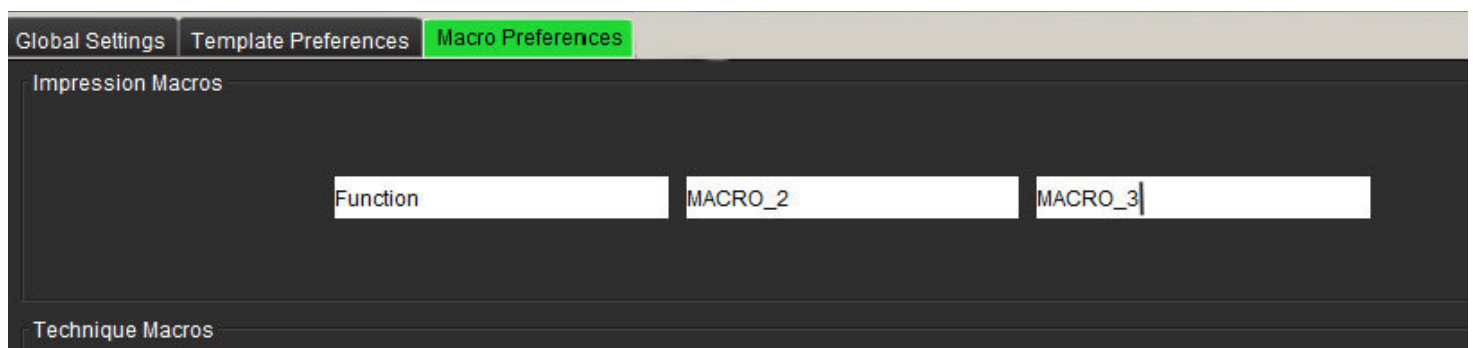 Global Settings Template Preferences Macro Preferences
Impression Macros
Function MACRO_2 MACRO_3
Technique Macros